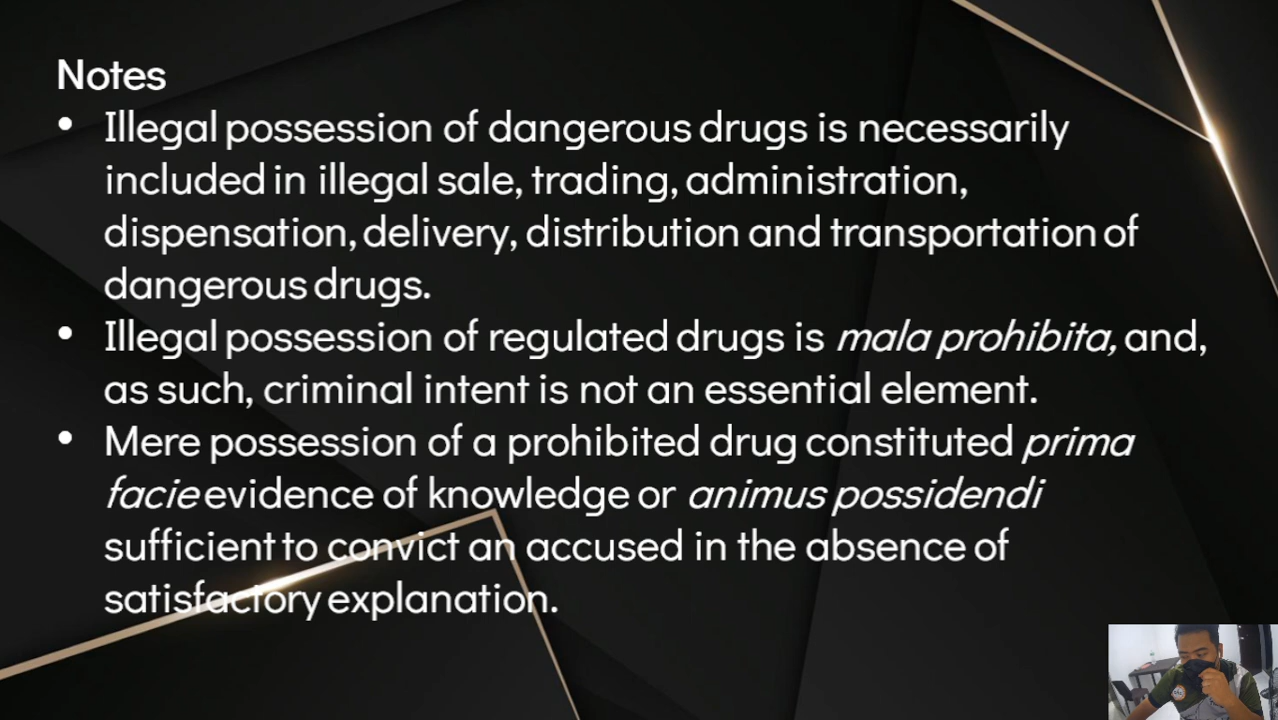 Notes
• Illegal possession of dangerous drugs is necessarily
included in illegal sale, trading, administration,
dispensation, delivery, distribution and transportation of
dangerous drugs.
• Illegal possession of regulated drugs is mala prohibita, and,
as such, criminal intent is not an essential element.
• Mere possession of a prohibited drug constituted prima
facie evidence of knowledge or animus possidendi
sufficient to convict an accused in the absence of
satisfactory explanation.